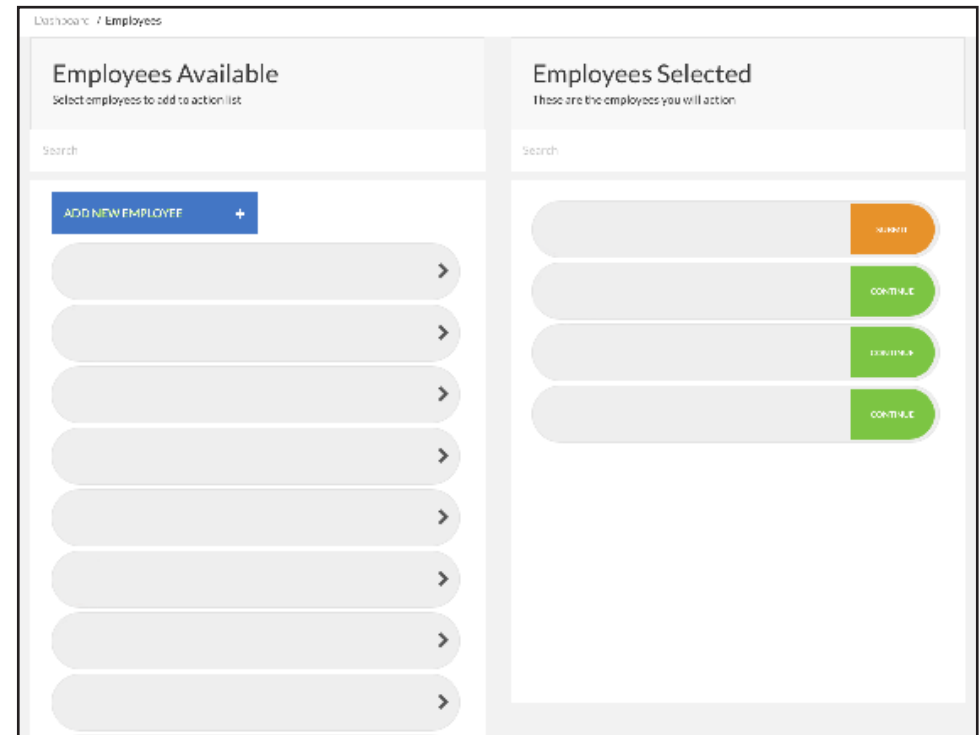 Dashboard / Employees
Employees Available
Select employees to add to action list
Search
ADD NEW EMPLOYEE +
Employees Selected
These are the employees you will action
Search
SUBMIT
CONTINUE
CONTINUE
CONTINUE